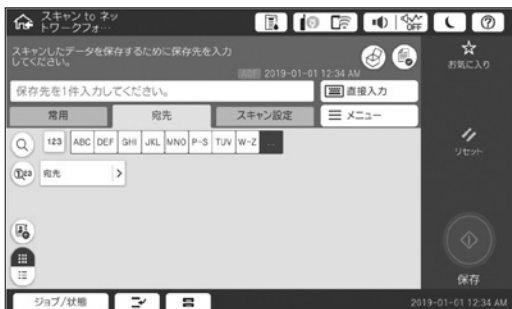 スキャン to ネッ
トワークフォ…
OFF
スキャンしたデータを保存するために保存先を入力
してください。
ADF 2019-01-01 12:34 AM
お気に入り
保存先を1件入力してください。
直接入力
常用
宛先
スキャン設定
メニュー
123 ABC DEF GHI JKL MNO P-S TUV W-Z ...
リセット
123 宛先
保存
ジョブ/状態
2019-01-01 12:34 AM